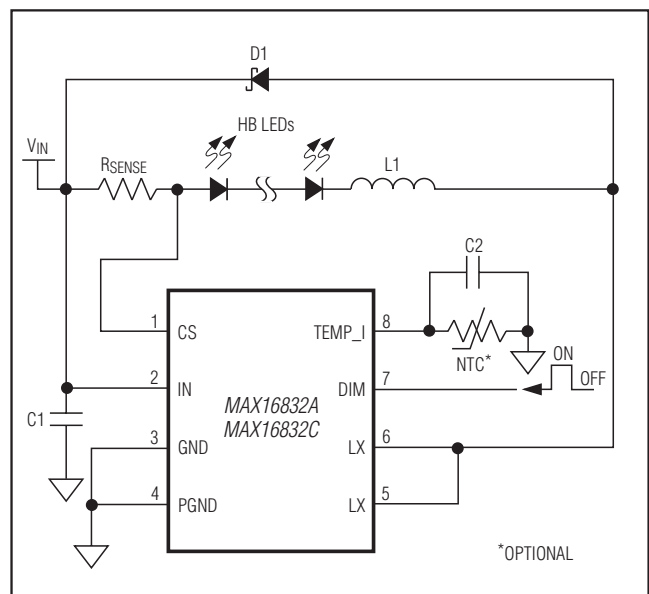 D1
HB LEDs
VIN
RSENSE
L1
C2
1
CS
TEMP_I
8
NTC*
ON
OFF
2
IN
DIM
7
C1
MAX16832A
MAX16832C
3
GND
LX
6
4
PGND
LX
5
*OPTIONAL